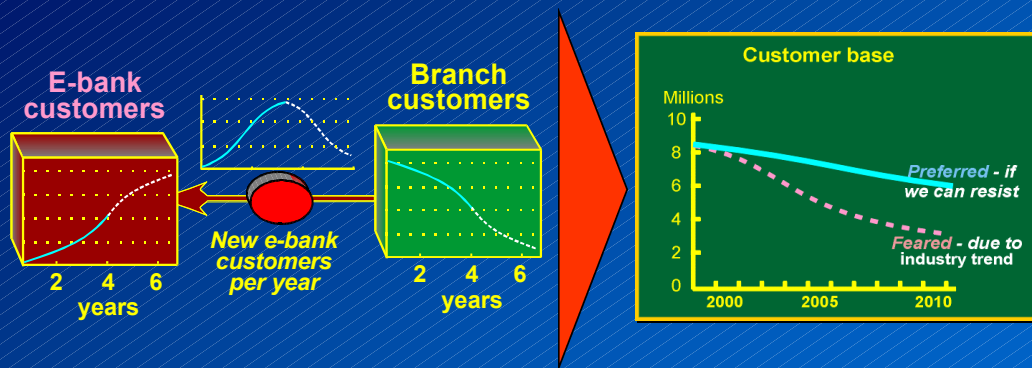 E-bank
customers
2 4 6
years
New e-bank
customers
per year
Branch
customers
2 4 6
years
Customer base
Millions
10
8
6
4
2
0
2000 2005 2010
Preferred - if
we can resist
Feared - due to
industry trend